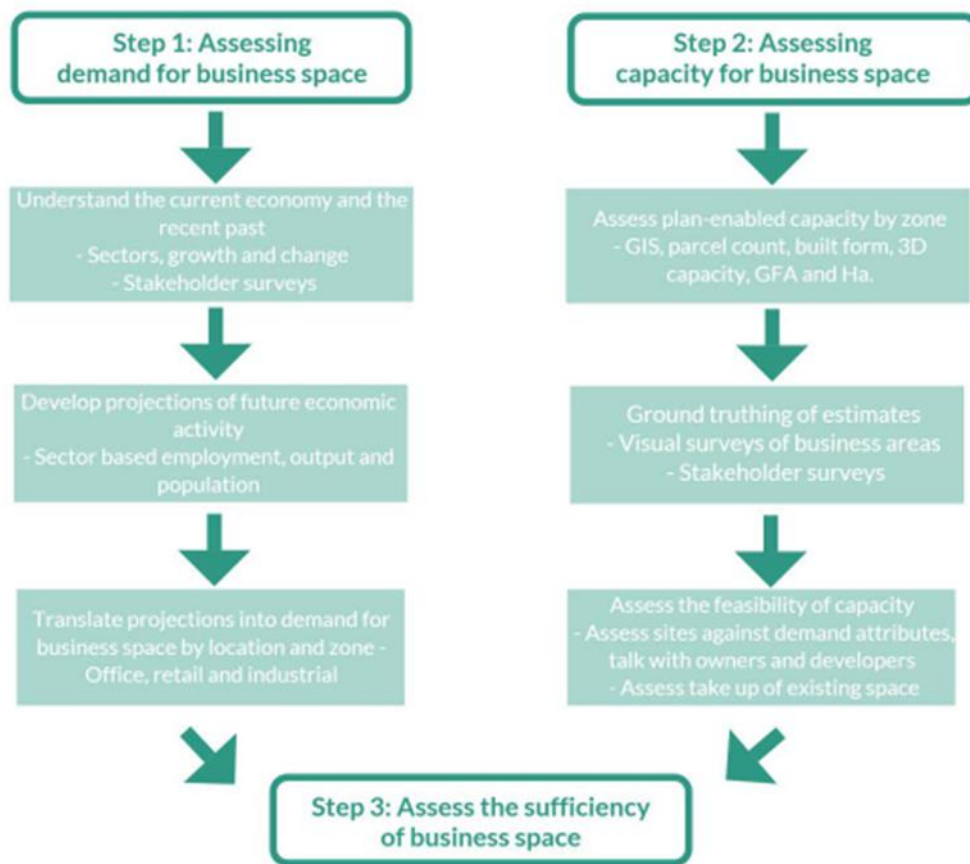 Step 1: Assessing
demand for business space
Understand the current economy and the
recent past
- Sectors, growth and change
- Stakeholder surveys
Develop projections of future economic
activity
- Sector based employment, output and
population
Translate projections into demand for
business space by location and zone -
Office, retail and industrial
Step 2: Assessing
capacity for business space
Assess plan-enabled capacity by zone
- GIS, parcel count, built form, 3D
capacity, GFA and Ha.
Ground truthing of estimates
- Visual surveys of business areas
- Stakeholder surveys
Assess the feasibility of capacity
- Assess sites against demand attributes,
talk with owners and developers
- Assess take up of existing space
Step 3: Assess the sufficiency
of business space